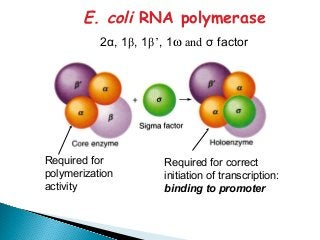 E. coli RNA polymerase
2α, 1β, 1β’, 1ω and σ factor
β’
α
α
β
+
σ
Sigma factor
β’
α
α
σ
Core enzyme
Holoenzyme
Required for
polymerization
activity
Required for correct
initiation of transcription:
binding to promoter